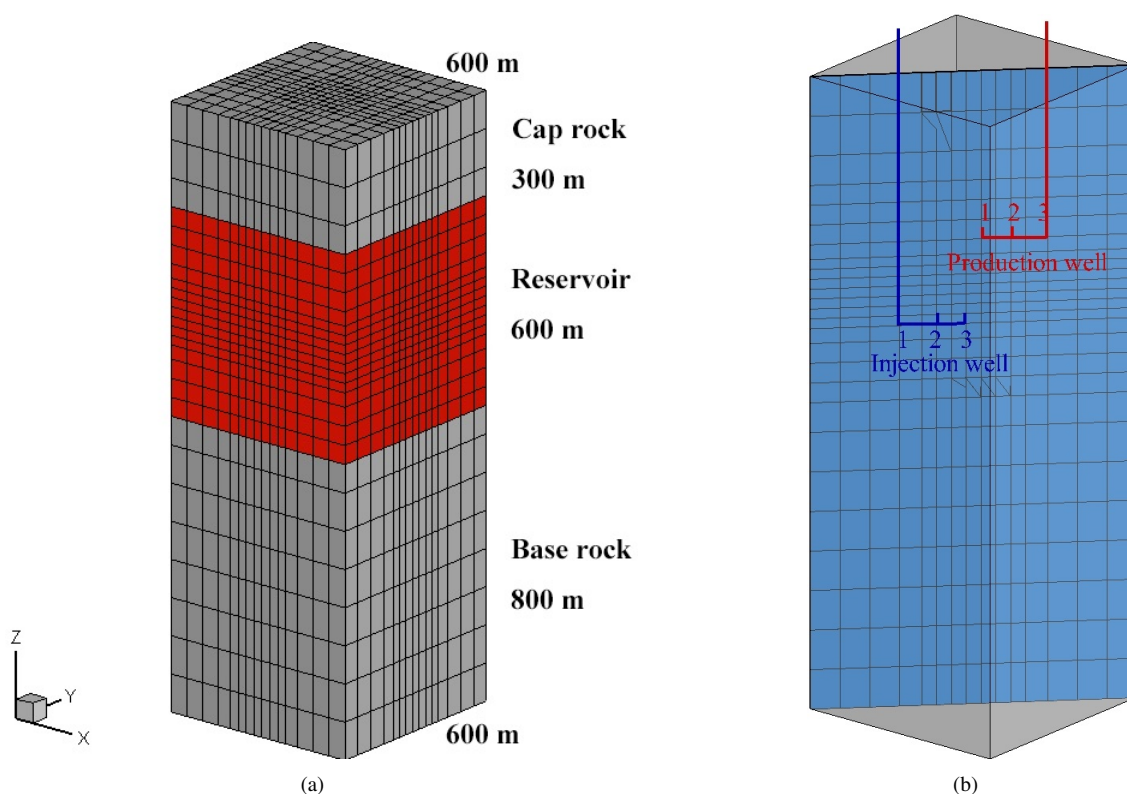 600 m
Cap rock
300 m
Reservoir
600 m
Base rock
800 m
600 m
Z
Y
X
(a)
1 2 3
Production well
1 2 3
Injection well
(b)